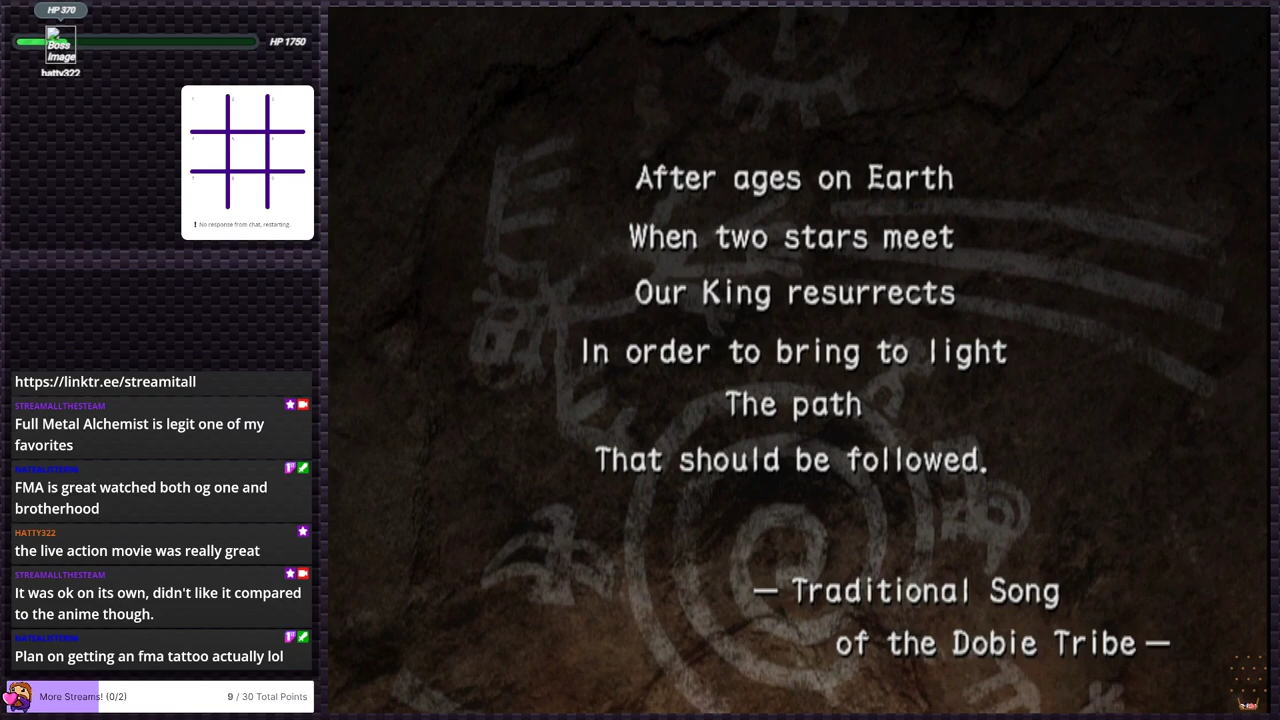 HP 370
Boss
Image
HP 1750
hatty322
! No response from chat, restarting.
https://linktr.ee/streamitall
STREAMALLTHESTEAM
Full Metal Alchemist is legit one of my
favorites
FMA is great watched both og one and
brotherhood
HATTY322
the live action movie was really great
STREAMALLTHESTEAM
It was ok on its own, didn't like it compared
to the anime though.
Plan on getting an fma tattoo actually lol
More Streams! (0/2)
9 / 30 Total Points
After ages on Earth
When two stars meet
Our King resurrects
In order to bring to light
The path
That should be followed.
— Traditional Song
of the Dobie Tribe —